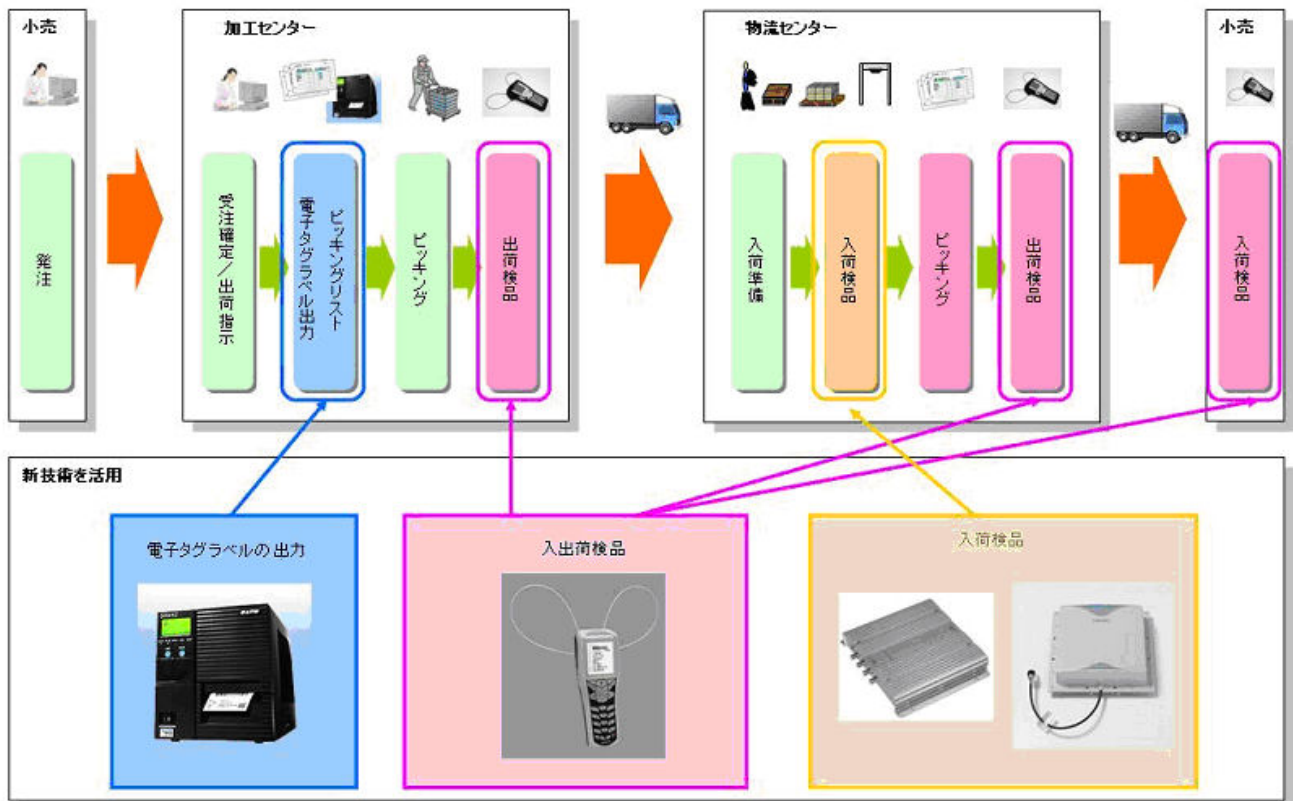 小売
加工センター
物流センター
小売
発注
受注確定／出荷指示
ピッキングリスト
電子タグラベル出力
ピッキング
出荷検品
入荷準備
入荷検品
ピッキング
出荷検品
入荷検品
新技術を活用
電子タグラベルの出力
入出荷検品
入荷検品